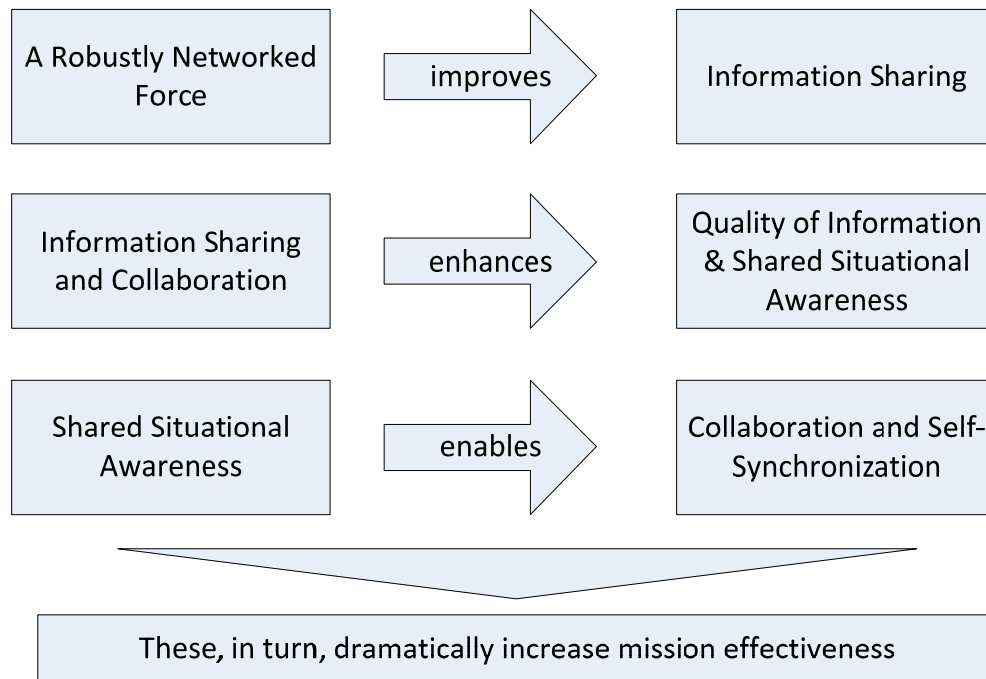 A Robustly Networked
Force
improves
Information Sharing
Information Sharing
and Collaboration
enhances
Quality of Information
& Shared Situational
Awareness
Shared Situational
Awareness
enables
Collaboration and Self-
Synchronization
These, in turn, dramatically increase mission effectiveness